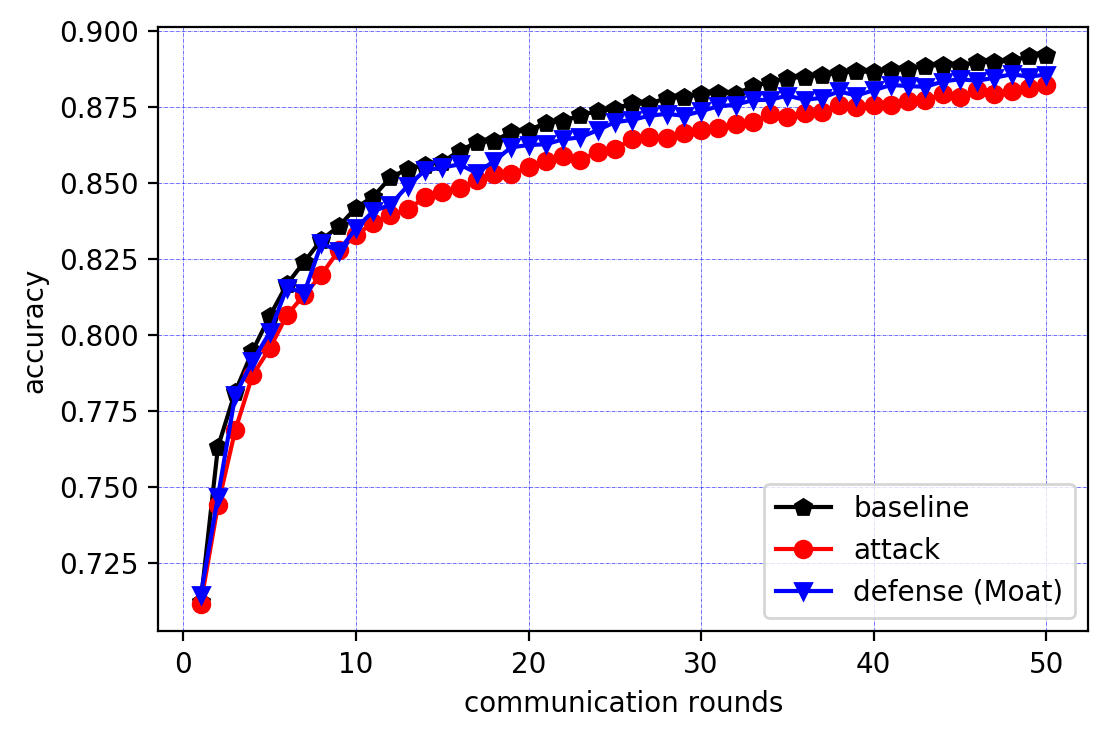 0.900
0.875
0.850
0.825
0.800
0.775
0.750
0.725
accuracy
0 10 20 30 40 50
communication rounds
baseline
attack
defense (Moat)